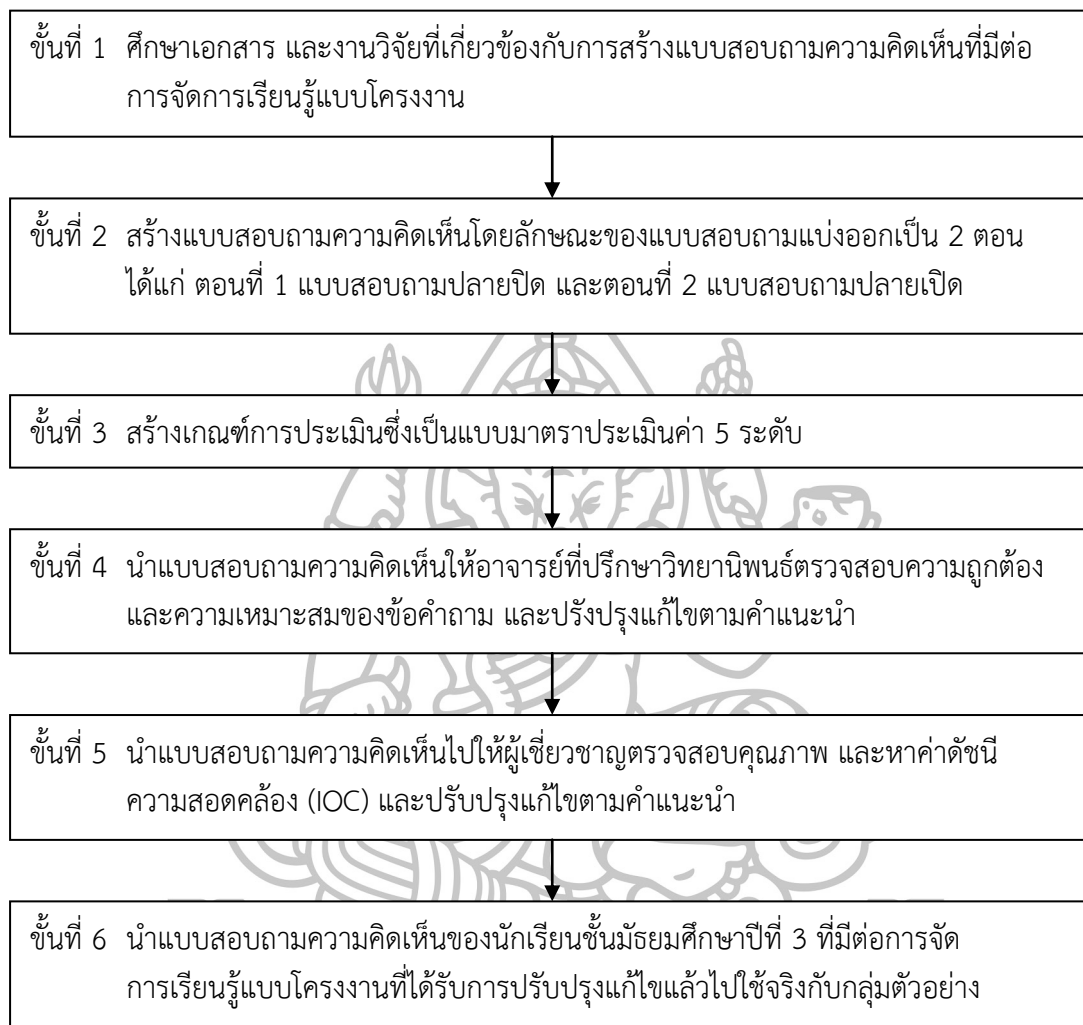 ขั้นที่ 1 ศึกษาเอกสาร และงานวิจัยที่เกี่ยวข้องกับการสร้างแบบสอบถามความคิดเห็นที่มีต่อ
การจัดการเรียนรู้แบบโครงงาน
ขั้นที่ 2 สร้างแบบสอบถามความคิดเห็นโดยลักษณะของแบบสอบถามแบ่งออกเป็น 2 ตอน
ได้แก่ ตอนที่ 1 แบบสอบถามปลายปิด และตอนที่ 2 แบบสอบถามปลายเปิด
ขั้นที่ 3 สร้างเกณฑ์การประเมินซึ่งเป็นแบบมาตราประเมินค่า 5 ระดับ
ขั้นที่ 4 นำแบบสอบถามความคิดเห็นให้อาจารย์ที่ปรึกษาวิทยานิพนธ์ตรวจสอบความถูกต้อง
และความเหมาะสมของข้อคำถาม และปรังปรุงแก้ไขตามคำแนะนำ
ขั้นที่ 5 นำแบบสอบถามความคิดเห็นไปให้ผู้เชี่ยวชาญตรวจสอบคุณภาพ และหาค่าดัชนี
ความสอดคล้อง (IOC) และปรับปรุงแก้ไขตามคำแนะนำ
ขั้นที่ 6 นำแบบสอบถามความคิดเห็นของนักเรียนชั้นมัธยมศึกษาปีที่ 3 ที่มีต่อการจัด
การเรียนรู้แบบโครงงานที่ได้รับการปรับปรุงแก้ไขแล้วไปใช้จริงกับกลุ่มตัวอย่าง